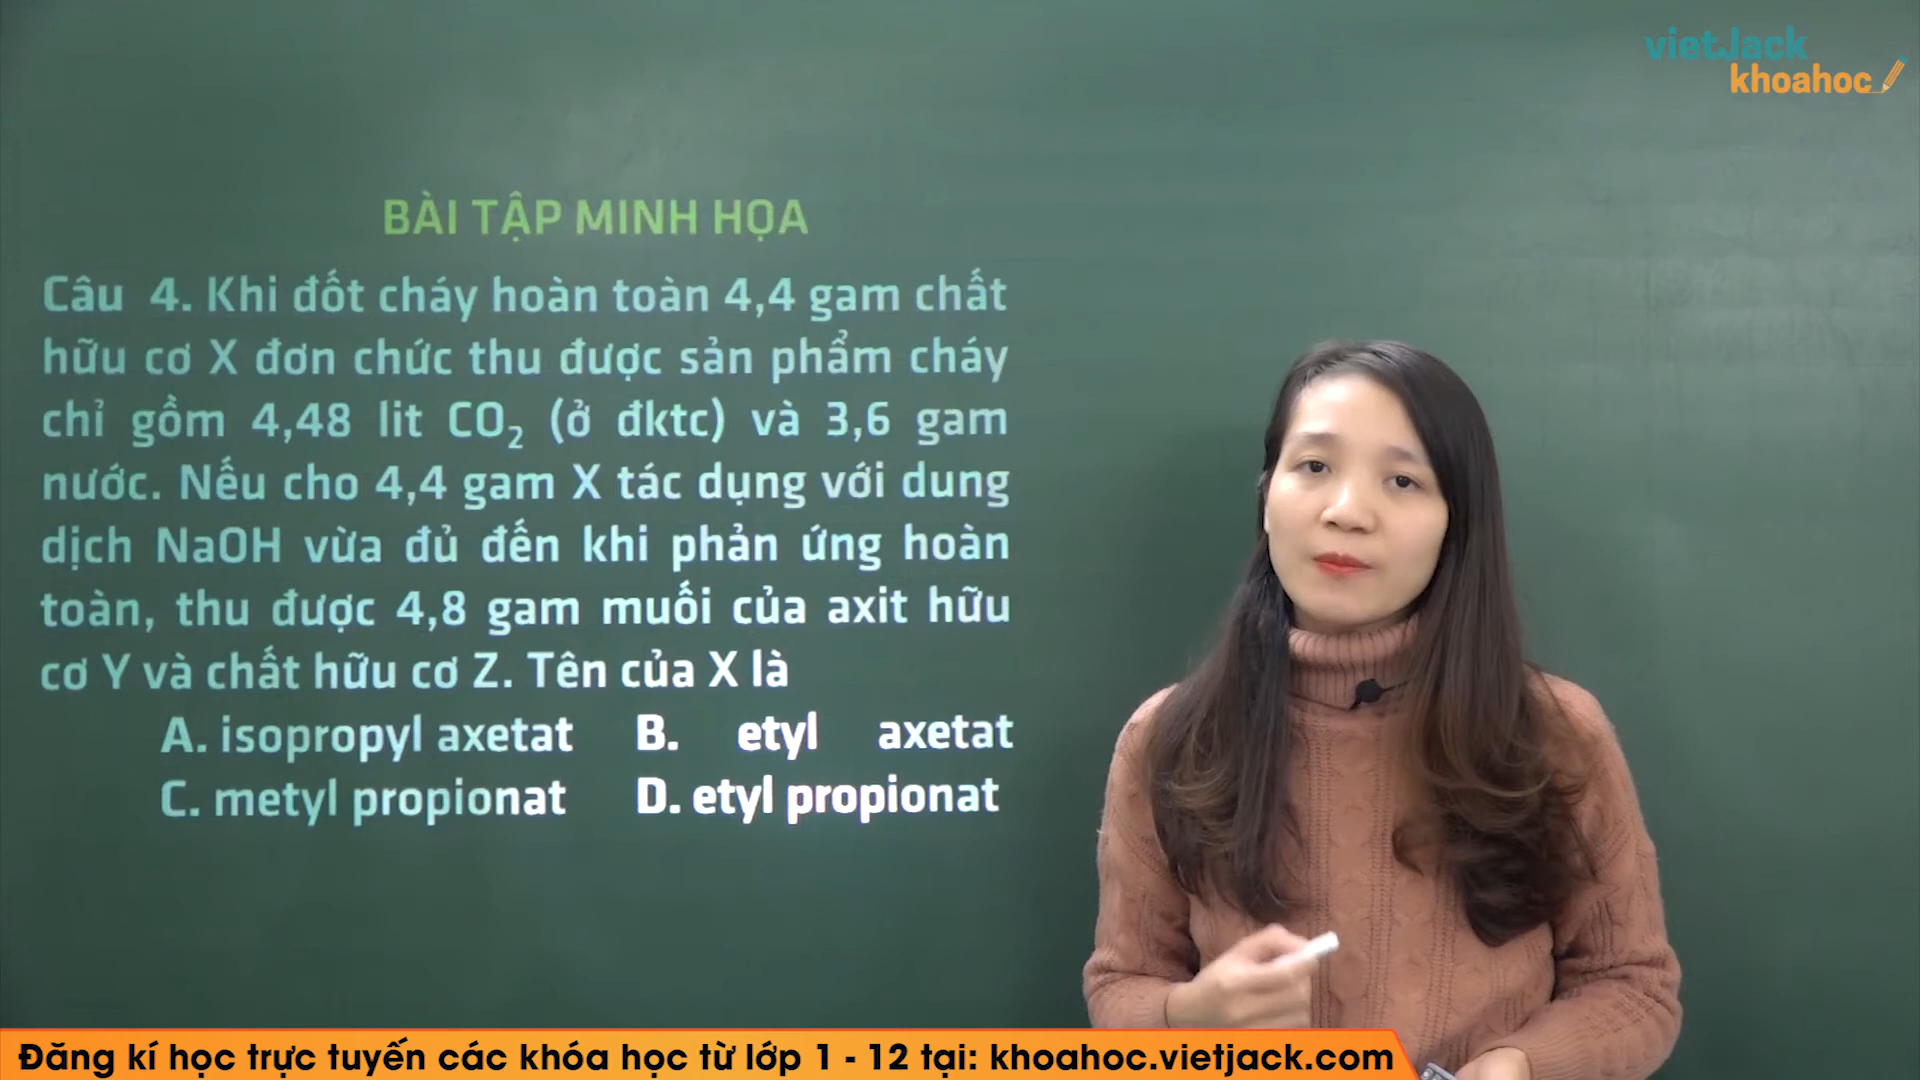 vietJack
khoahoc
BÀI TẬP MINH HỌA
Câu 4. Khi đốt cháy hoàn toàn 4,4 gam chất
hữu cơ X đơn chức thu được sản phẩm cháy
chỉ gồm 4,48 lit CO₂ (ở đktc) và 3,6 gam
nước. Nếu cho 4,4 gam X tác dụng với dung
dịch NaOH vừa đủ đến khi phản ứng hoàn
toàn, thu được 4,8 gam muối của axit hữu
cơ Y và chất hữu cơ Z. Tên của X là
A. isopropyl axetat B. etyl axetat
C. metyl propionat D. etyl propionat
Đăng kí học trực tuyến các khóa học từ lớp 1 - 12 tại: khoahoc.vietjack.com